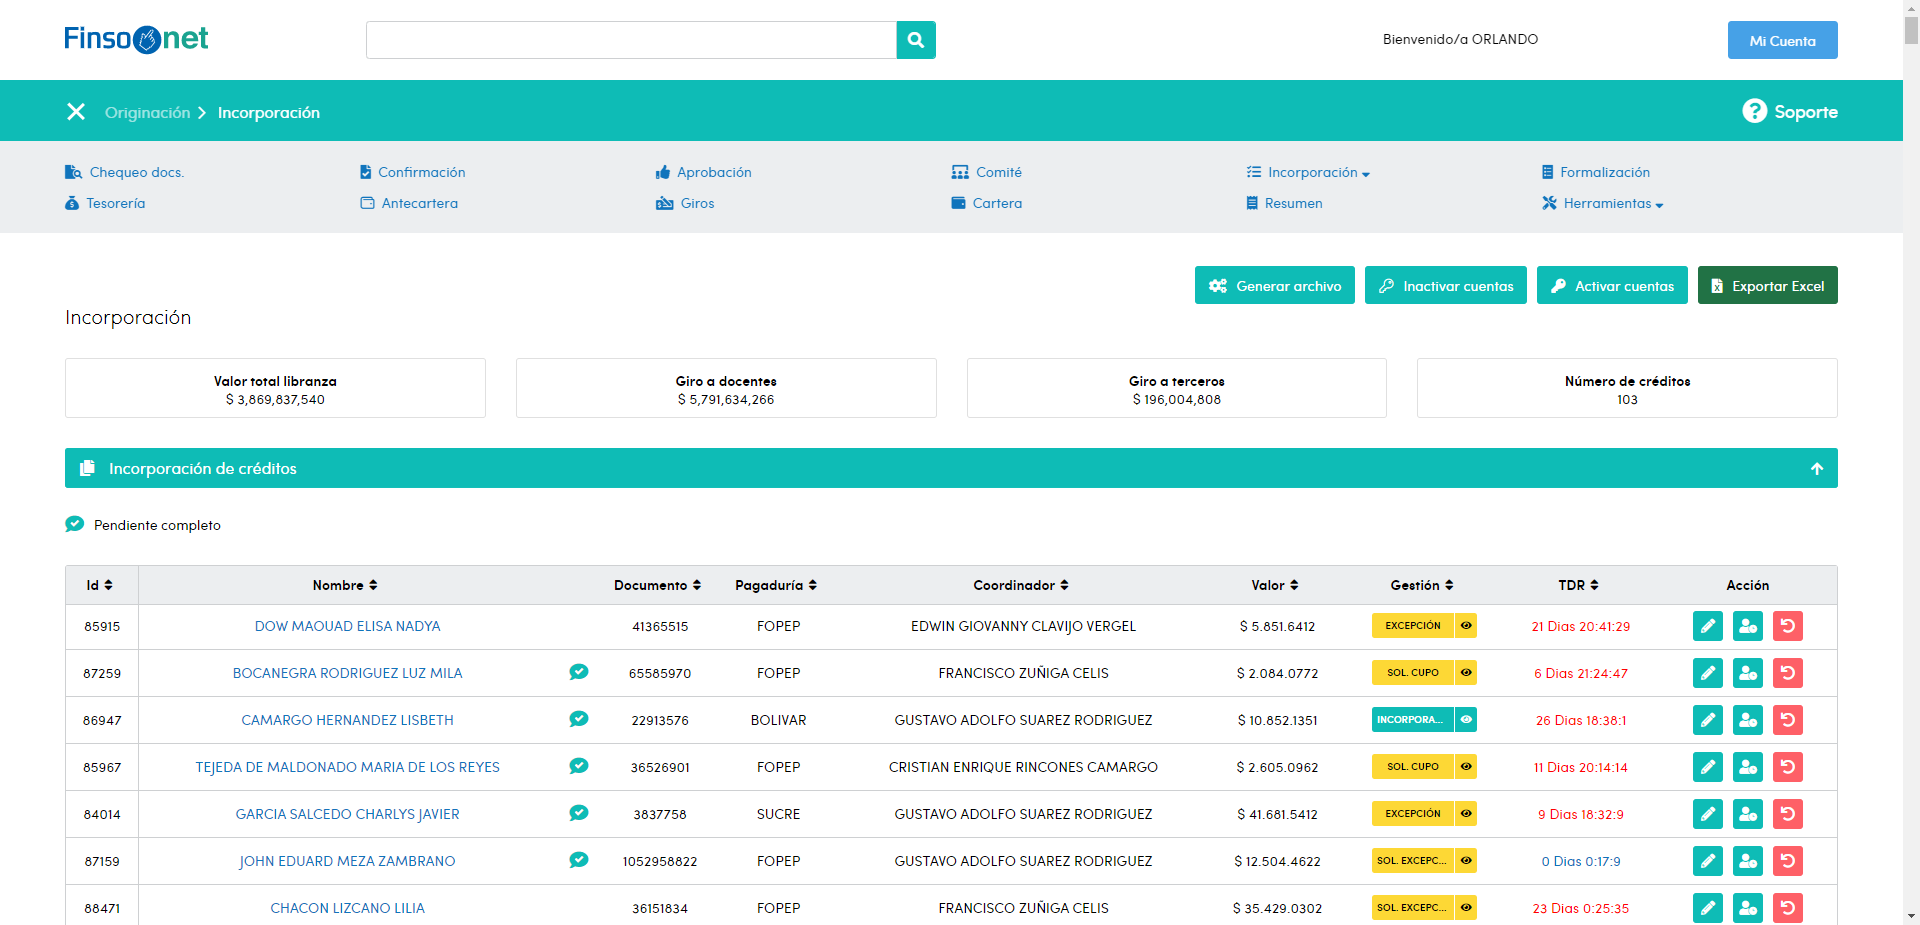 Finsonet
Bienvenido/a ORLANDO
Mi Cuenta
Originación > Incorporación
Soporte
Chequeo docs.
Confirmación
Aprobación
Comité
Incorporación
Formalización
Tesorería
Antecartera
Giros
Cartera
Resumen
Herramientas
Generar archivo
Inactivar cuentas
Activar cuentas
Exportar Excel
Incorporación
Valor total libranza
$ 3,869,837,540
Giro a docentes
$ 5,791,634,266
Giro a terceros
$ 196,004,808
Número de créditos
103
Incorporación de créditos
Pendiente completo
Id Nombre Documento Pagaduría Coordinador Valor Gestión TDR Acción
85915 DOW MAOUAD ELISA NADYA 41365515 FOPEP EDWIN GIOVANNY CLAVIJO VERGEL $ 5.851.6412 EXCEPCIÓN 21 Dias 20:41:29
87259 BOCANEGRA RODRIGUEZ LUZ MILA 65585970 FOPEP FRANCISCO ZUÑIGA CELIS $ 2.084.0772 SOL. CUPO 6 Dias 21:24:47
86947 CAMARGO HERNANDEZ LISBETH 22913576 BOLIVAR GUSTAVO ADOLFO SUAREZ RODRIGUEZ $ 10.852.1351 INCORPORA... 26 Dias 18:38:1
85967 TEJEDA DE MALDONADO MARIA DE LOS REYES 36526901 FOPEP CRISTIAN ENRIQUE RINCONES CAMARGO $ 2.605.0962 SOL. CUPO 11 Dias 20:14:14
84014 GARCIA SALCEDO CHARLYS JAVIER 3837758 SUCRE GUSTAVO ADOLFO SUAREZ RODRIGUEZ $ 41.681.5412 EXCEPCIÓN 9 Dias 18:32:9
87159 JOHN EDUARD MEZA ZAMBRANO 1052958822 FOPEP GUSTAVO ADOLFO SUAREZ RODRIGUEZ $ 12.504.4622 SOL. EXCEPC... 0 Dias 0:17:9
88471 CHACON LIZCANO LILIA 36151834 FOPEP FRANCISCO ZUÑIGA CELIS $ 35.429.0302 SOL. EXCEPC... 23 Dias 0:25:35